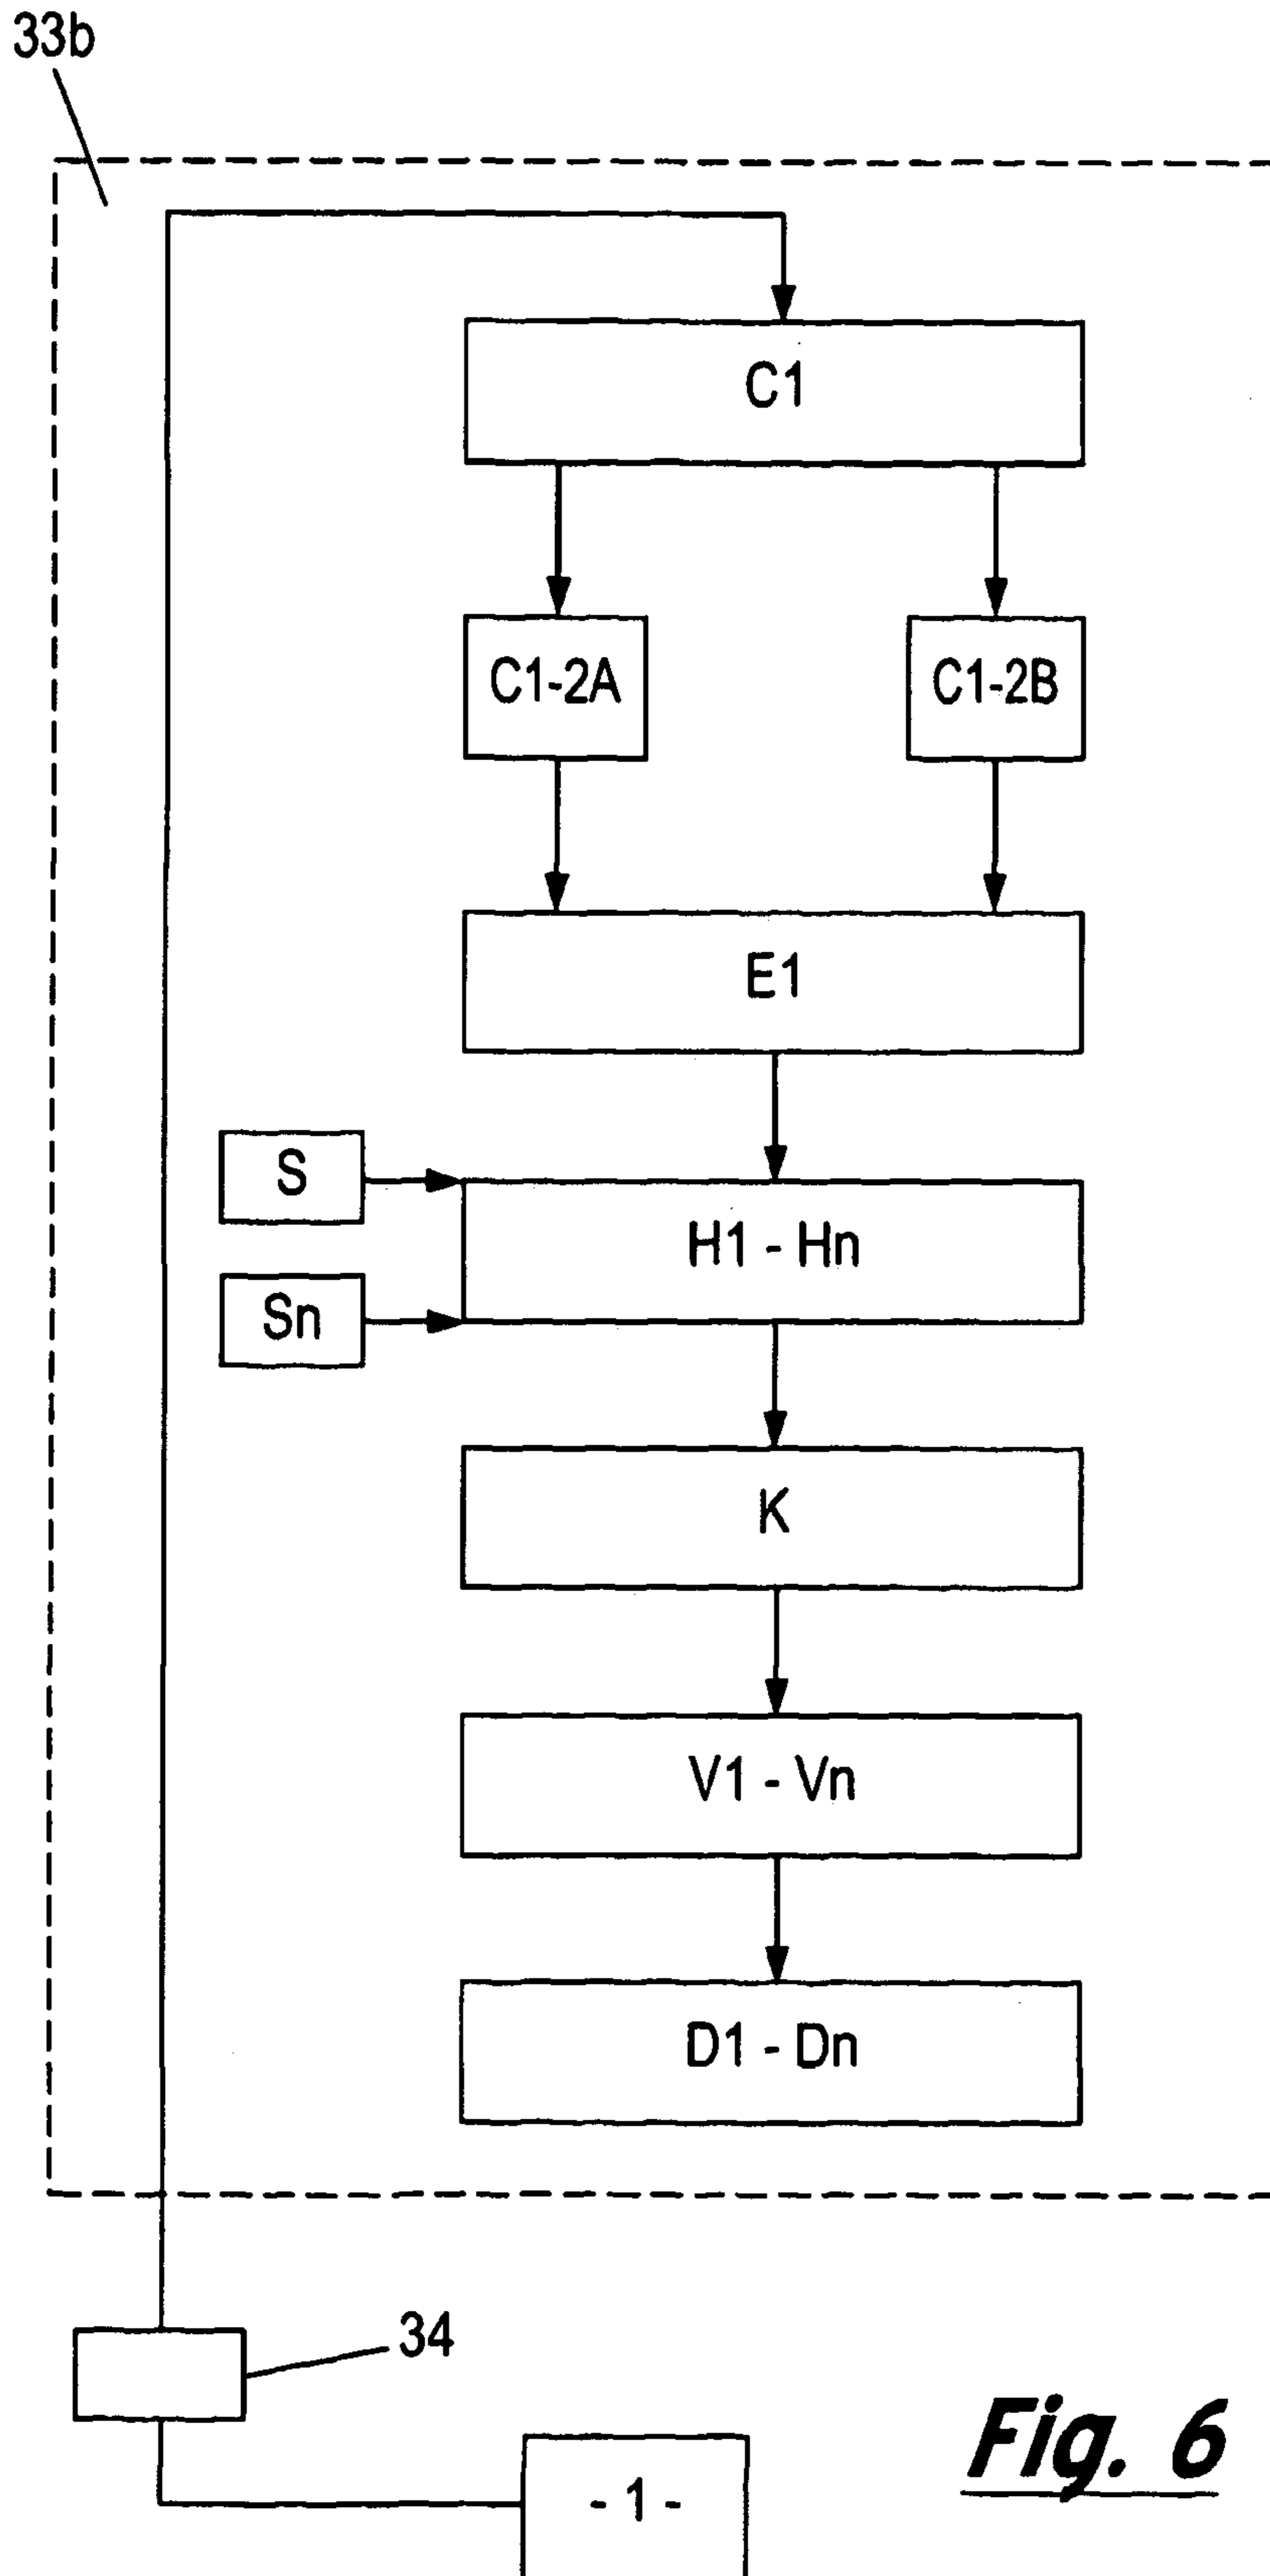 33b
C1
C1-2A
C1-2B
E1
S
H1 - Hn
Sn
K
V1 - Vn
D1 - Dn
34
- 1 -
Fig. 6